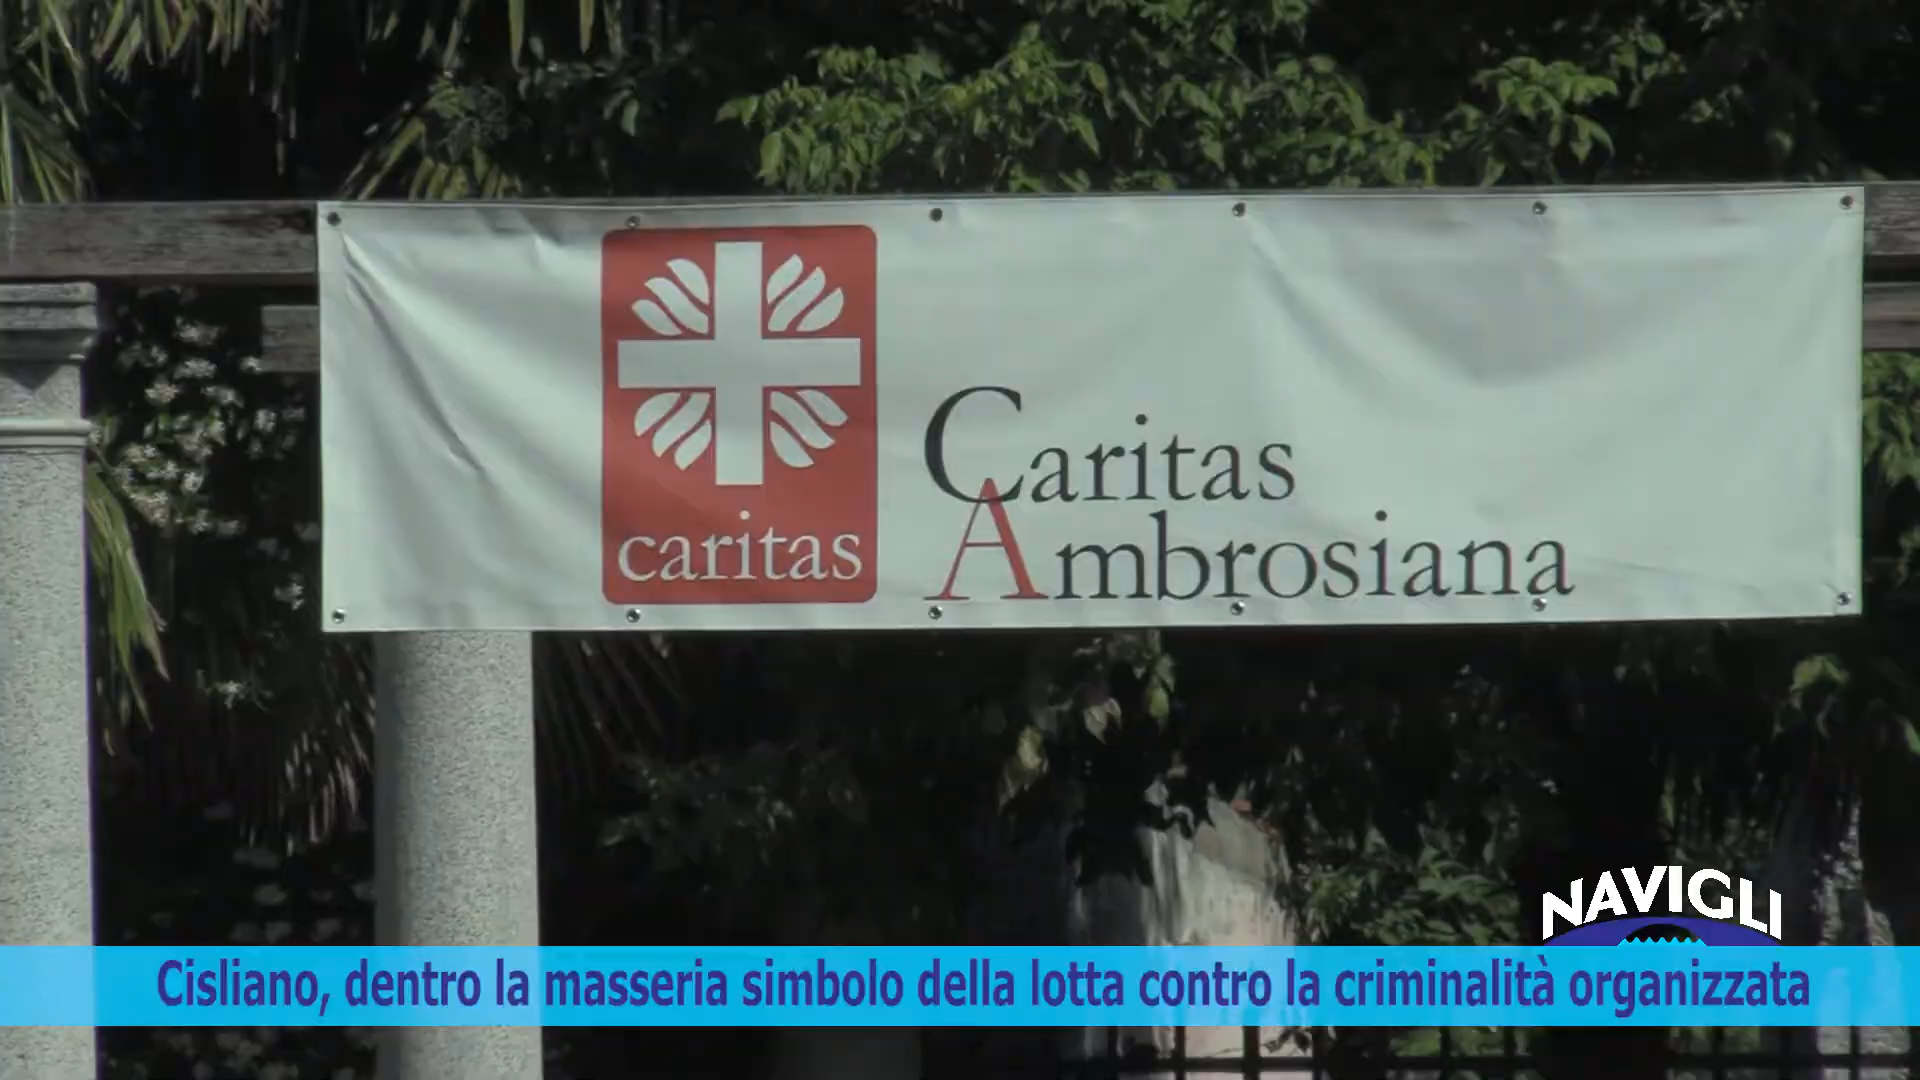 caritas
Caritas
Ambrosiana
NAVIGLI
Cisliano, dentro la masseria simbolo della lotta contro la criminalità organizzata